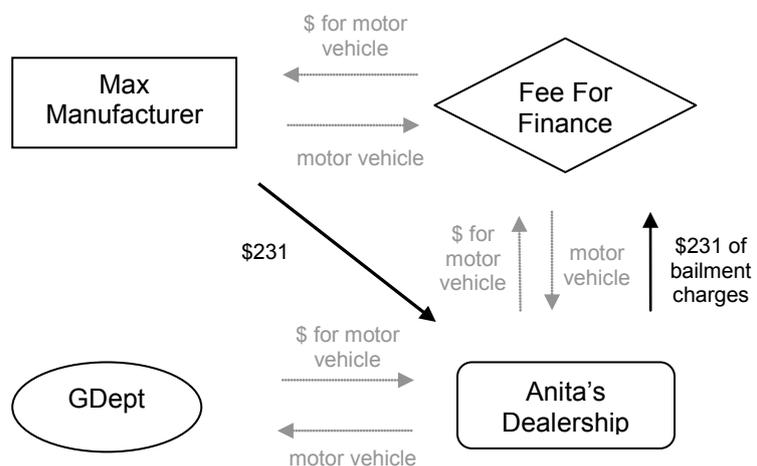 $ for motor
vehicle
Max
Manufacturer
Fee For
Finance
motor vehicle
$231
$ for
motor
vehicle
motor
vehicle
$231 of
bailment
charges
$ for motor
vehicle
GDept
Anita's
Dealership
motor vehicle